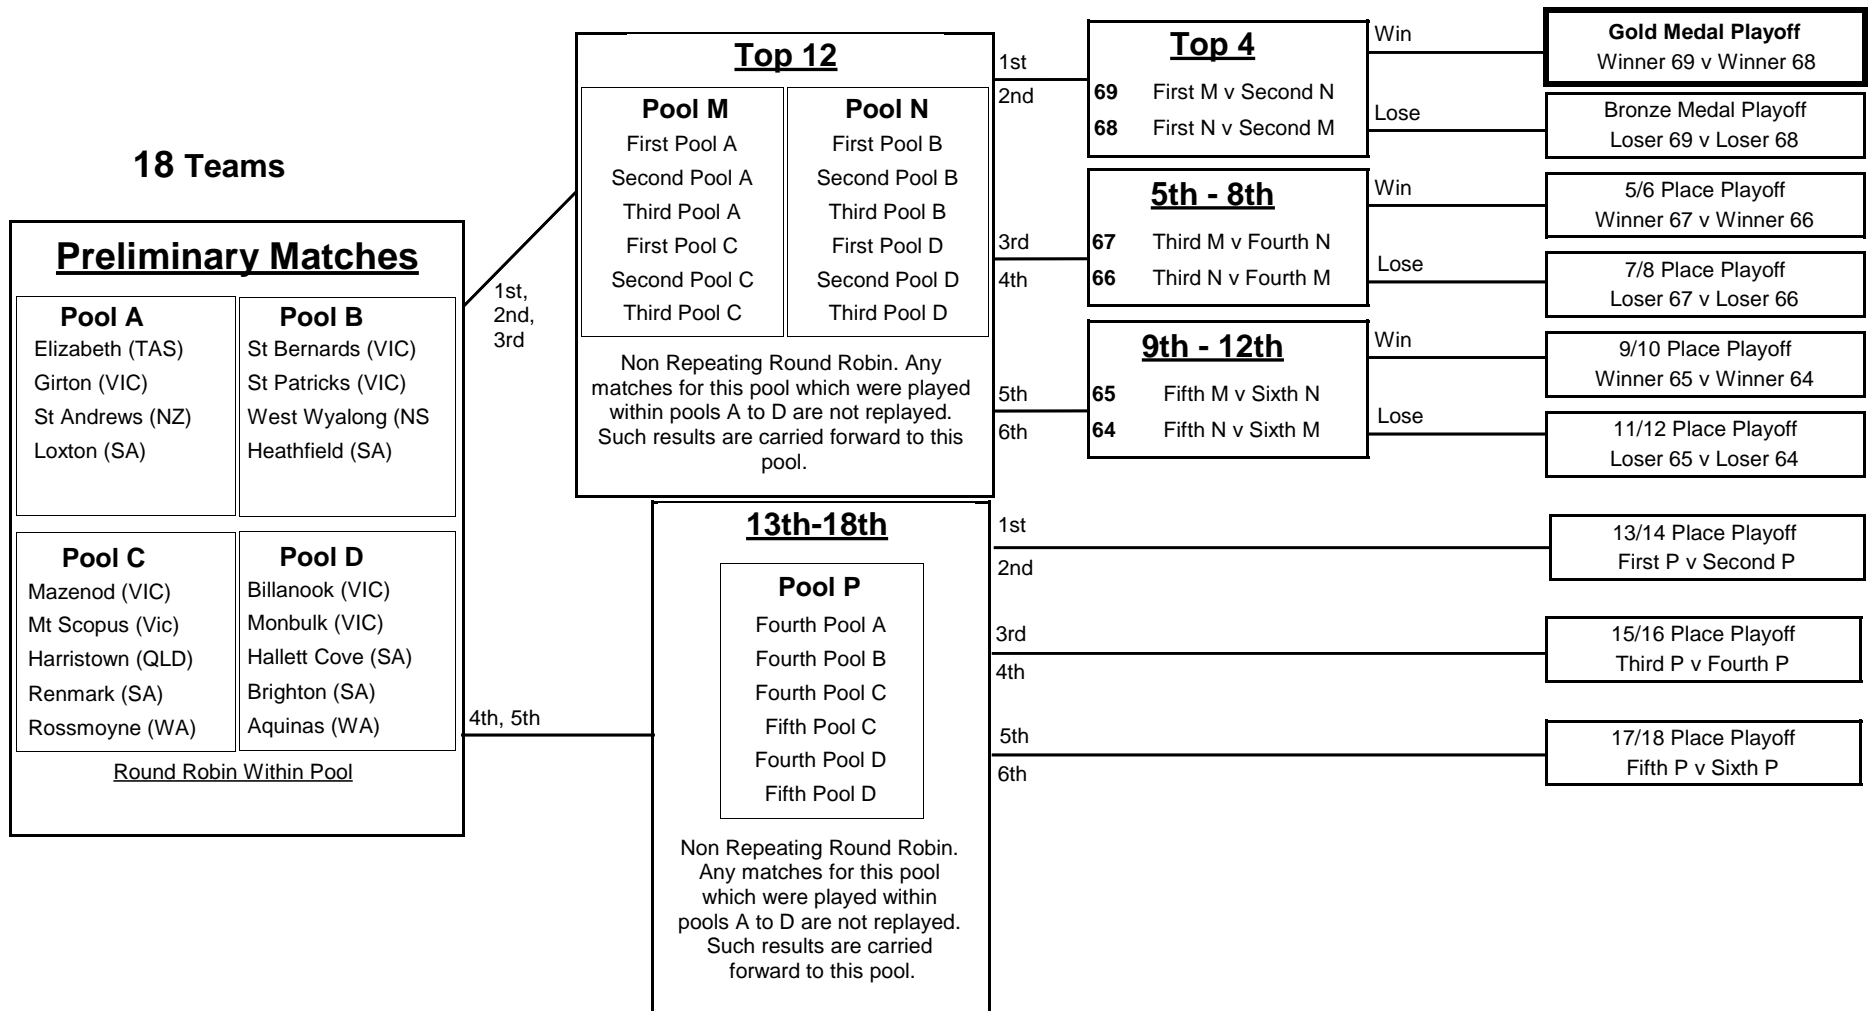 18 Teams
Preliminary Matches
Pool A
Elizabeth (TAS)
Girton (VIC)
St Andrews (NZ)
Loxton (SA)
Pool B
St Bernards (VIC)
St Patricks (VIC)
West Wyalong (NS
Heathfield (SA)
Pool C
Mazenod (VIC)
Mt Scopus (Vic)
Harristown (QLD)
Renmark (SA)
Rossmoyne (WA)
Pool D
Billanook (VIC)
Monbulk (VIC)
Hallett Cove (SA)
Brighton (SA)
Aquinas (WA)
Round Robin Within Pool
1st,
2nd,
3rd
4th, 5th
Top 12
Pool M
First Pool A
Second Pool A
Third Pool A
First Pool C
Second Pool C
Third Pool C
Pool N
First Pool B
Second Pool B
Third Pool B
First Pool D
Second Pool D
Third Pool D
Non Repeating Round Robin. Any
matches for this pool which were played
within pools A to D are not replayed.
Such results are carried forward to this
pool.
13th-18th
Pool P
Fourth Pool A
Fourth Pool B
Fourth Pool C
Fifth Pool C
Fourth Pool D
Fifth Pool D
Non Repeating Round Robin.
Any matches for this pool
which were played within
pools A to D are not replayed.
Such results are carried
forward to this pool.
1st
2nd
3rd
4th
5th
6th
1st
2nd
3rd
4th
5th
6th
Top 4
69 First M v Second N
68 First N v Second M
5th - 8th
67 Third M v Fourth N
66 Third N v Fourth M
9th - 12th
65 Fifth M v Sixth N
64 Fifth N v Sixth M
Win
Lose
Win
Lose
Win
Lose
Gold Medal Playoff
Winner 69 v Winner 68
Bronze Medal Playoff
Loser 69 v Loser 68
5/6 Place Playoff
Winner 67 v Winner 66
7/8 Place Playoff
Loser 67 v Loser 66
9/10 Place Playoff
Winner 65 v Winner 64
11/12 Place Playoff
Loser 65 v Loser 64
13/14 Place Playoff
First P v Second P
15/16 Place Playoff
Third P v Fourth P
17/18 Place Playoff
Fifth P v Sixth P